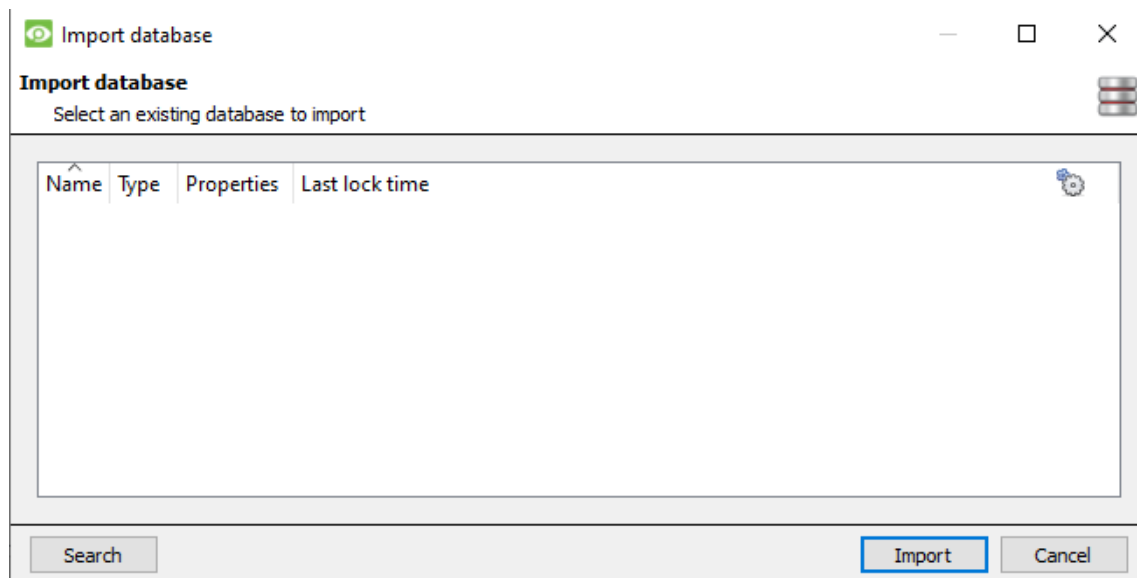 Import database
Import database
Select an existing database to import
Name Type Properties Last lock time
Search Import Cancel